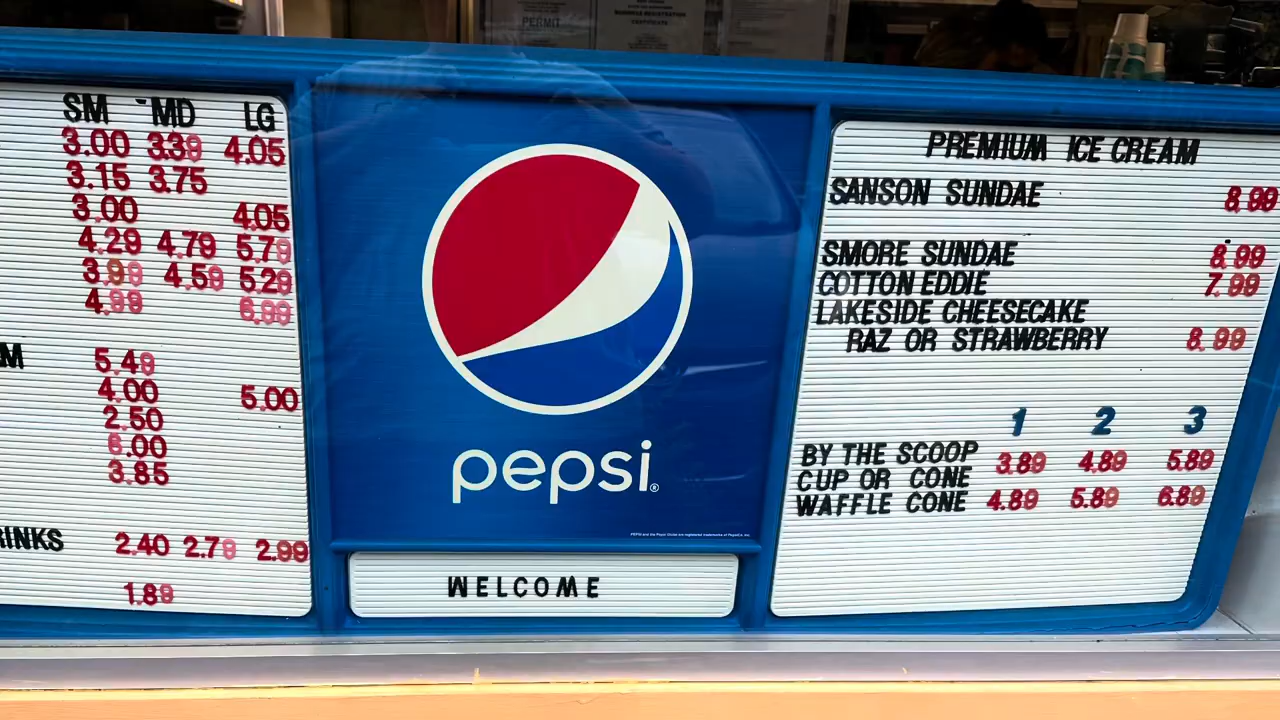 PERMIT
SM MD LG
3.00 3.39 4.05
3.15 3.75
3.00 4.05
4.29 4.79 5.79
3.99 4.59 5.29
4.99 6.99
M 5.49
4.00 5.00
2.50
6.00
3.85
RINKS 2.40 2.79 2.99
1.89
pepsi®
WELCOME
PREMIUM ICE CREAM
SANSON SUNDAE 8.99
SMORE SUNDAE 8.99
COTTON EDDIE 7.99
LAKESIDE CHEESECAKE
RAZ OR STRAWBERRY 8.99
1 2 3
BY THE SCOOP
CUP OR CONE 3.89 4.89 5.89
WAFFLE CONE 4.89 5.89 6.89